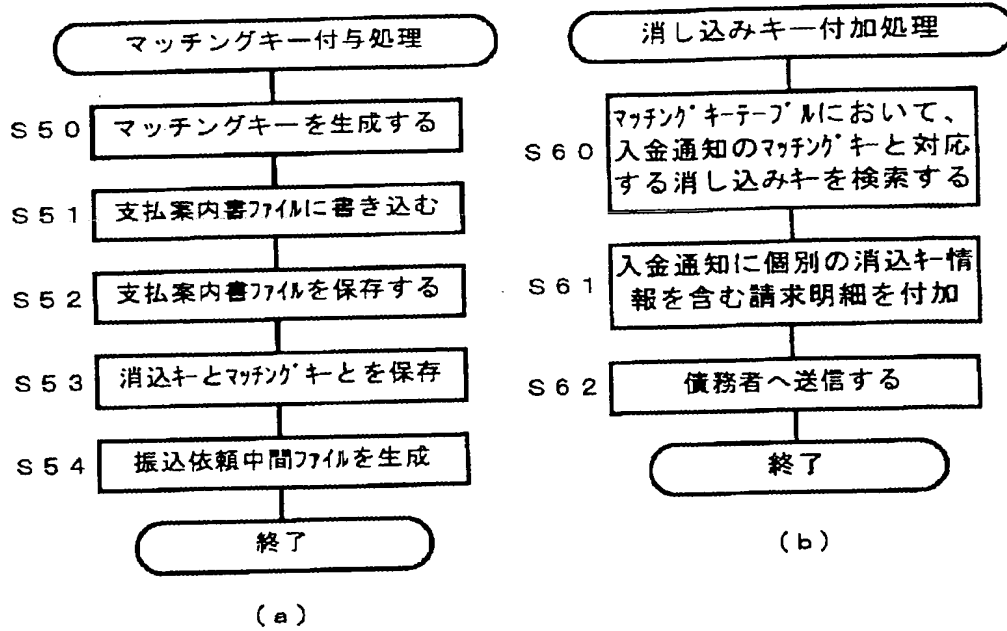 マッチングキー付与処理
S50
マッチングキーを生成する
S51
支払案内書ファイルに書き込む
S52
支払案内書ファイルを保存する
S53
消込キーとマッチングキーとを保存
S54
振込依頼中間ファイルを生成
終了
(a)
消し込みキー付加処理
S60
マッチングキーテーブルにおいて、
入金通知のマッチングキーと対応
する消し込みキーを検索する
S61
入金通知に個別の消込キー情
報を含む請求明細を付加
S62
債務者へ送信する
終了
(b)